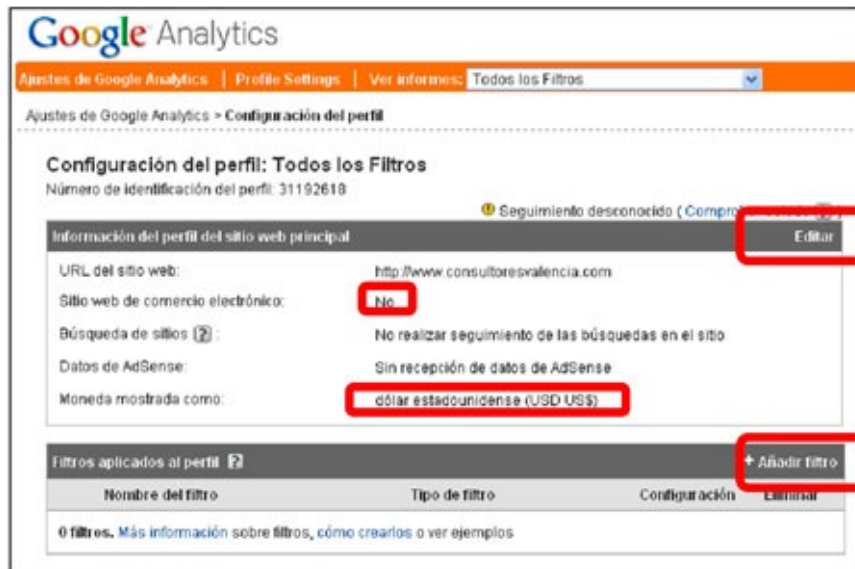 Google Analytics
Ajustes de Google Analytics | Profile Settings | Ver informes: Todos los Filtros
Ajustes de Google Analytics > Configuración del perfil
Configuración del perfil: Todos los Filtros
Número de identificación del perfil: 31192618
Seguimiento desconocido (
Información del perfil del sitio web principal Editar
URL del sitio web: http://www.consultoresvalencia.com
Sitio web de comercio electrónico: No
Búsqueda de sitios [?] : No realizar seguimiento de las búsquedas en el sitio
Datos de AdSense: Sin recepción de datos de AdSense
Moneda mostrada como: dólar estadounidense (USD US$)
Filtros aplicados al perfil [?] + Añadir filtro
Nombre del filtro Tipo de filtro Configuración Eliminar
0 filtros. Más información sobre filtros, cómo crearlos o ver ejemplos